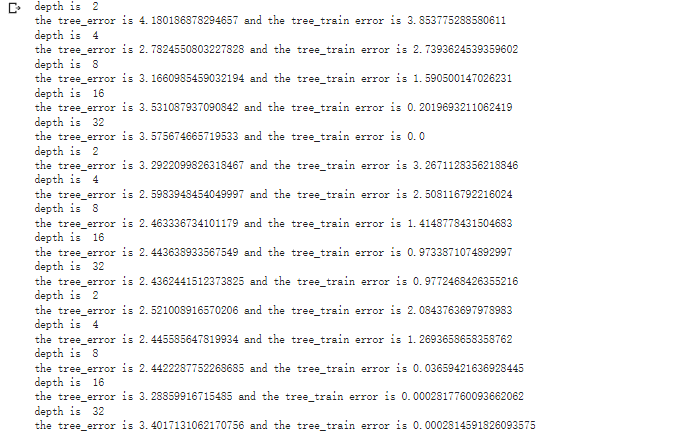 depth is  2
the tree_error is 4.180186878294657 and the tree_train error is 3.853775288580611
depth is  4
the tree_error is 2.7824550803227828 and the tree_train error is 2.7393624539359602
depth is  8
the tree_error is 3.1660985459032194 and the tree_train error is 1.590500147026231
depth is  16
the tree_error is 3.531087937090842 and the tree_train error is 0.2019693211062419
depth is  32
the tree_error is 3.575674665719533 and the tree_train error is 0.0
depth is  2
the tree_error is 3.2922099826318467 and the tree_train error is 3.2671128356218846
depth is  4
the tree_error is 2.5983948454049997 and the tree_train error is 2.508116792216024
depth is  8
the tree_error is 2.463336734101179 and the tree_train error is 1.4148778431504683
depth is  16
the tree_error is 2.443638933567549 and the tree_train error is 0.9733871074892997
depth is  32
the tree_error is 2.4362441512373825 and the tree_train error is 0.9772468426355216
depth is  2
the tree_error is 2.521008916570206 and the tree_train error is 2.0843763697978983
depth is  4
the tree_error is 2.445585647819934 and the tree_train error is 1.2693658658358762
depth is  8
the tree_error is 2.4422287752268685 and the tree_train error is 0.03659421636928445
depth is  16
the tree_error is 3.28859916715485 and the tree_train error is 0.0002817760093662062
depth is  32
the tree_error is 3.4017131062170756 and the tree_train error is 0.0002814591826093575